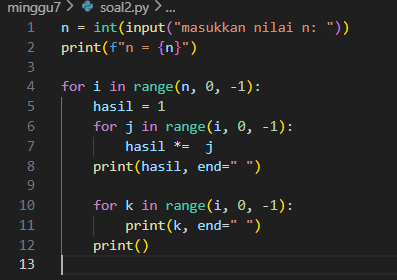 minggu7 > soal2.py > ...
1 n = int(input("masukkan nilai n: "))
2 print(f"n = {n}")
3
4 for i in range(n, 0, -1):
5     hasil = 1
6     for j in range(i, 0, -1):
7         hasil *=  j
8     print(hasil, end=" ")
9
10     for k in range(i, 0, -1):
11         print(k, end=" ")
12     print()
13